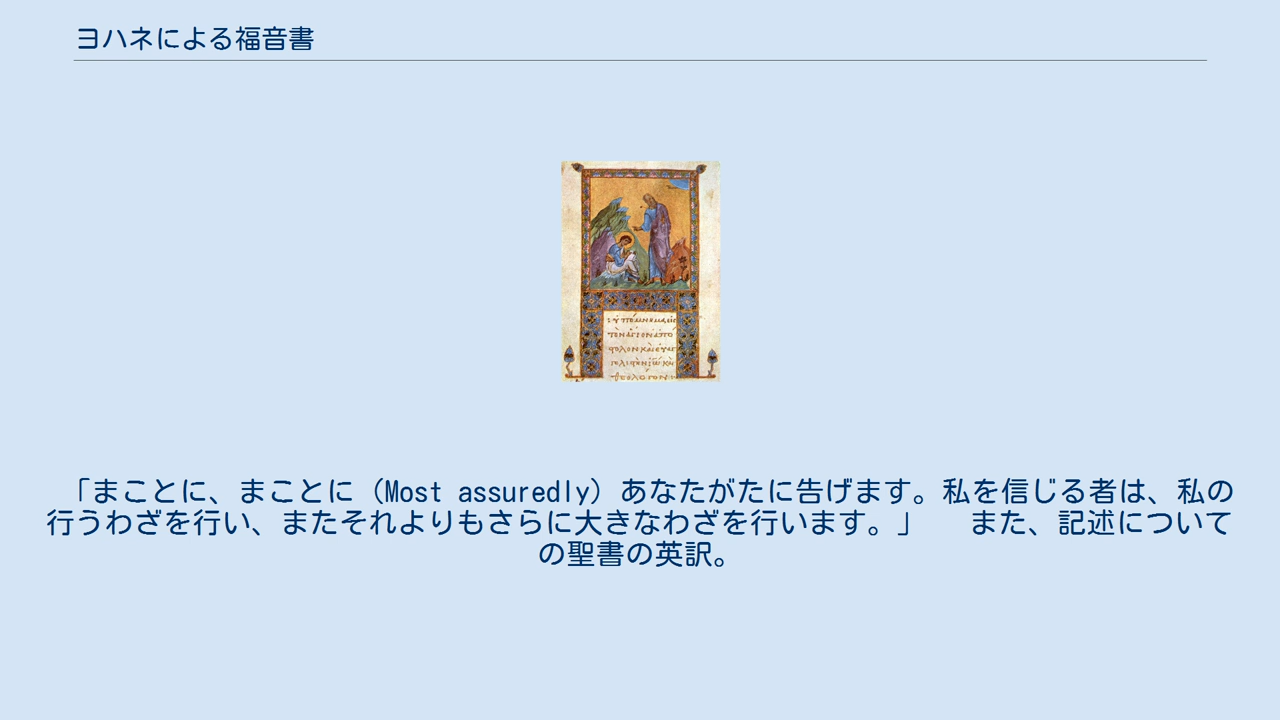 ヨハネによる福音書
「まことに、まことに（Most assuredly）あなたがたに告げます。私を信じる者は、私の
行うわざを行い、またそれよりもさらに大きなわざを行います。」　　また、記述について
の聖書の英訳。